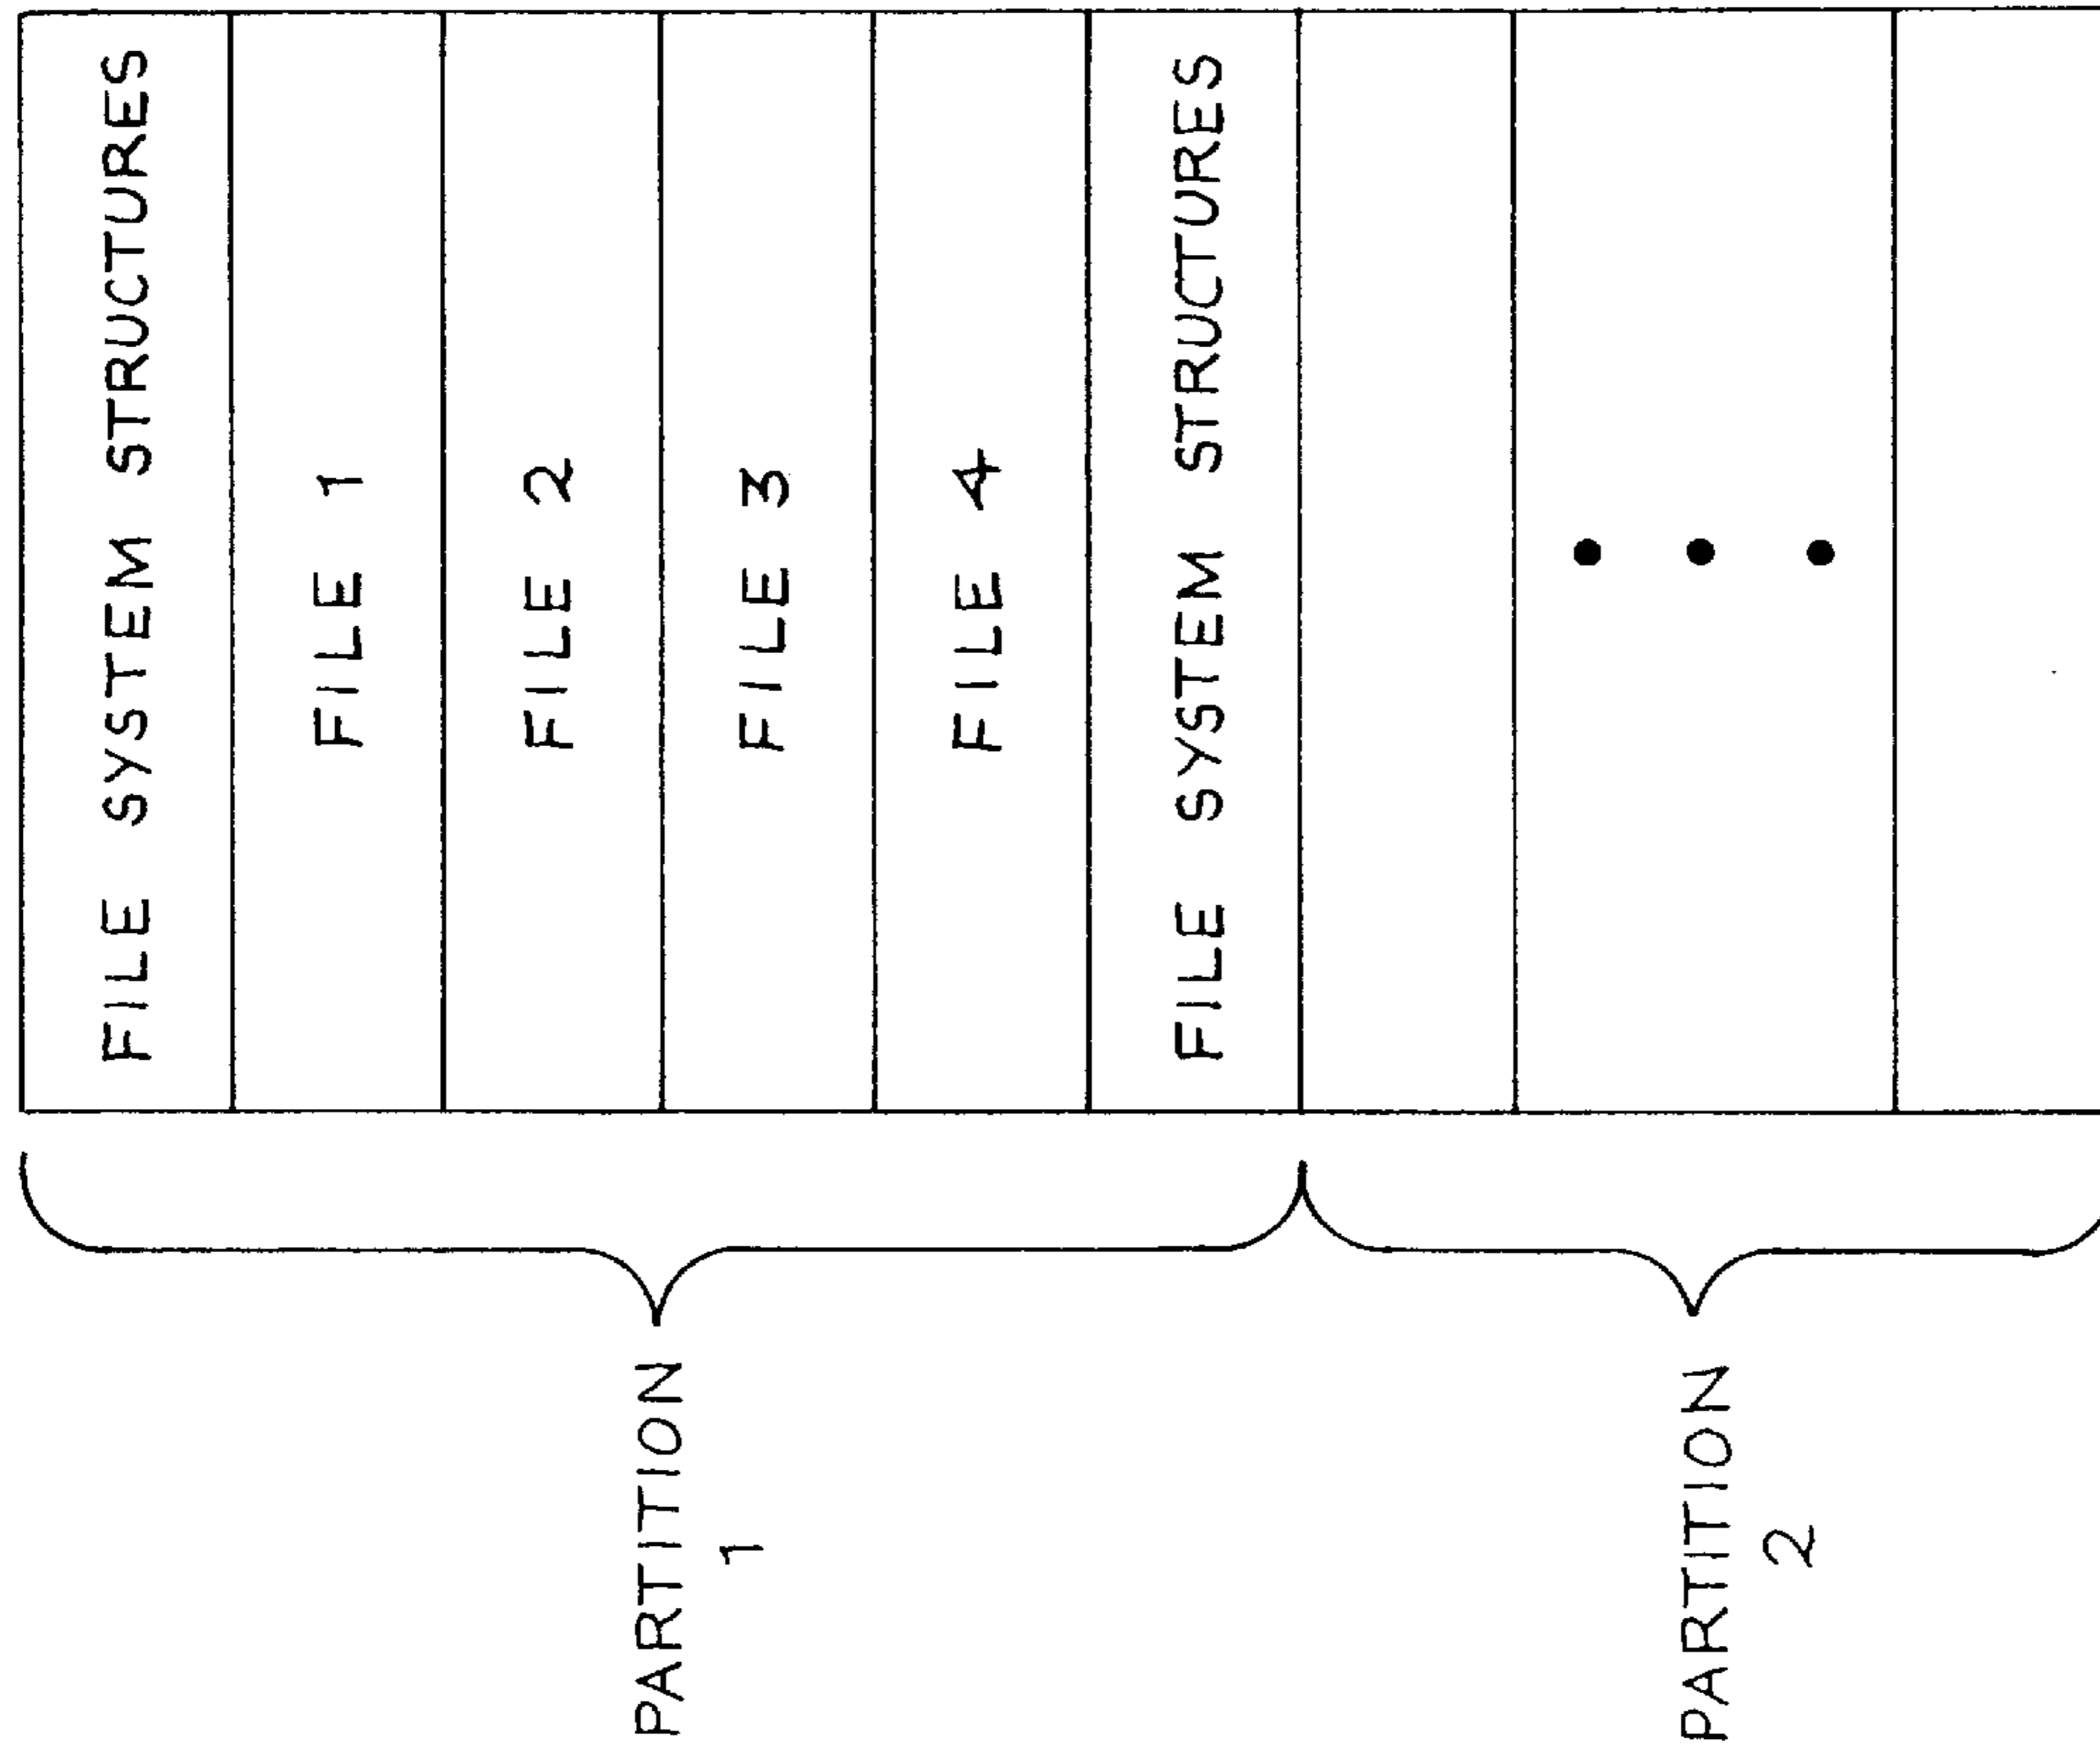 FILE SYSTEM STRUCTURES
FILE 1
FILE 2
FILE 3
FILE 4
FILE SYSTEM STRUCTURES
PARTITION
1
PARTITION
2